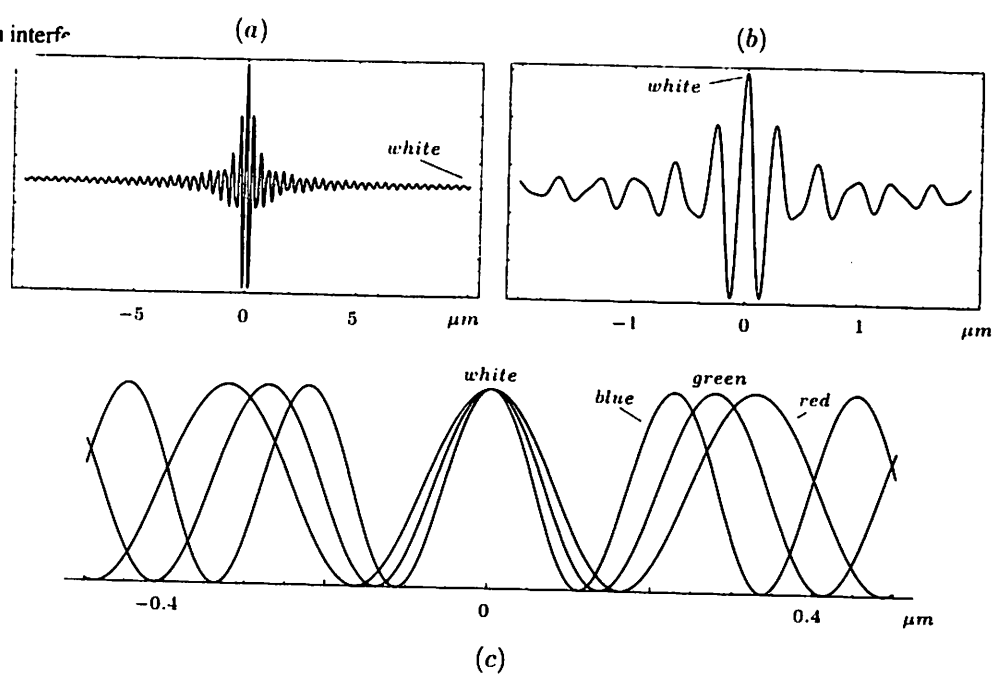 (a)
(b)
white
white
-5 0 5 μm
-1 0 1 μm
white
blue
green
red
-0.4 0 0.4 μm
(c)